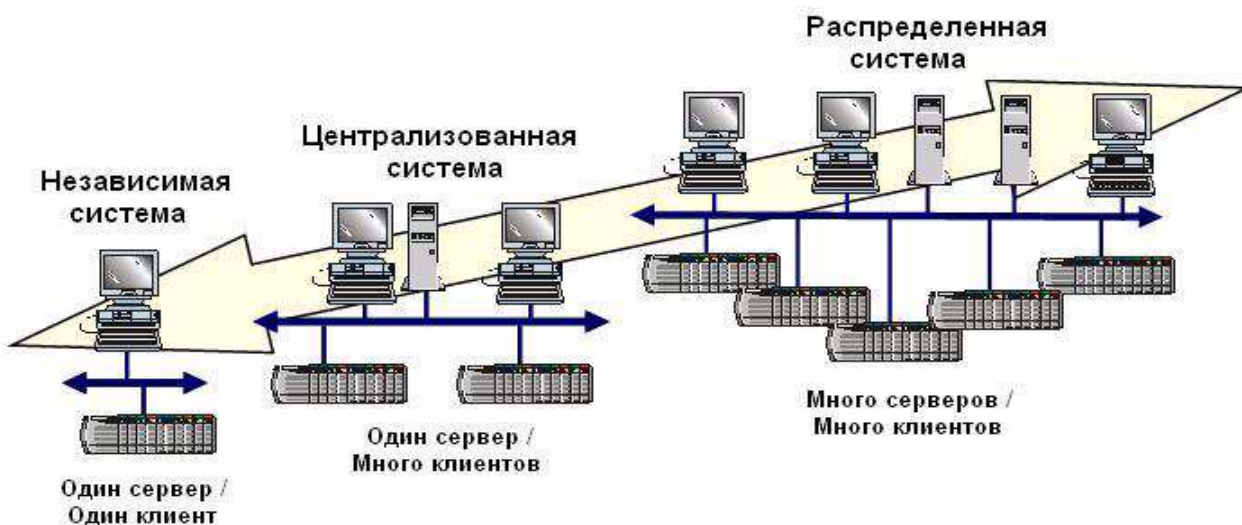 Независимая
система
Один сервер /
Один клиент
Централизованная
система
Один сервер /
Много клиентов
Распределенная
система
Много серверов /
Много клиентов